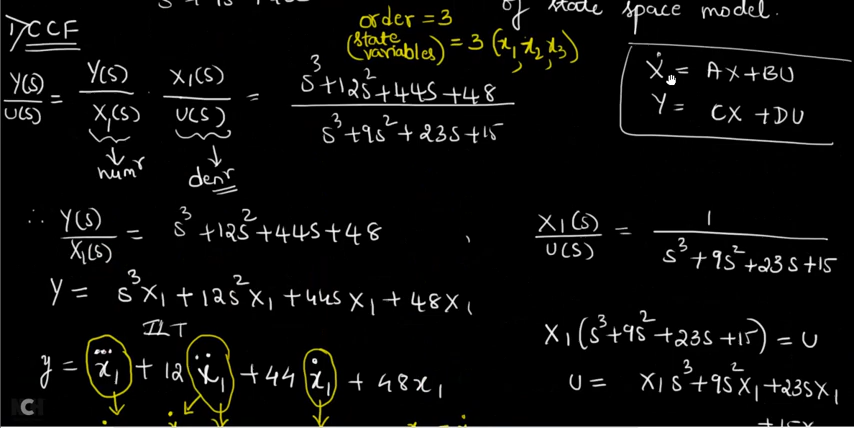 of state space model.
1) CCF
order = 3
(state variables) = 3 (x₁, x₂, x₃)
Ẋ = AX + BU
Y = CX + DU
Y(s)/U(s) = Y(s)/X₁(s) · X₁(s)/U(s) = (s³+12s²+44s+48)/(s³+9s²+23s+15)
numʳ denʳ
∴ Y(s)/X₁(s) = s³+12s²+44s+48 , X₁(s)/U(s) = 1/(s³+9s²+23s+15)
Y = s³X₁ + 12s²X₁ + 44sX₁ + 48X₁
ILT
y = x⃛₁ + 12ẍ₁ + 44ẋ₁ + 48x₁
X₁(s³+9s²+23s+15) = U
U = X₁s³+9s²X₁+23sX₁